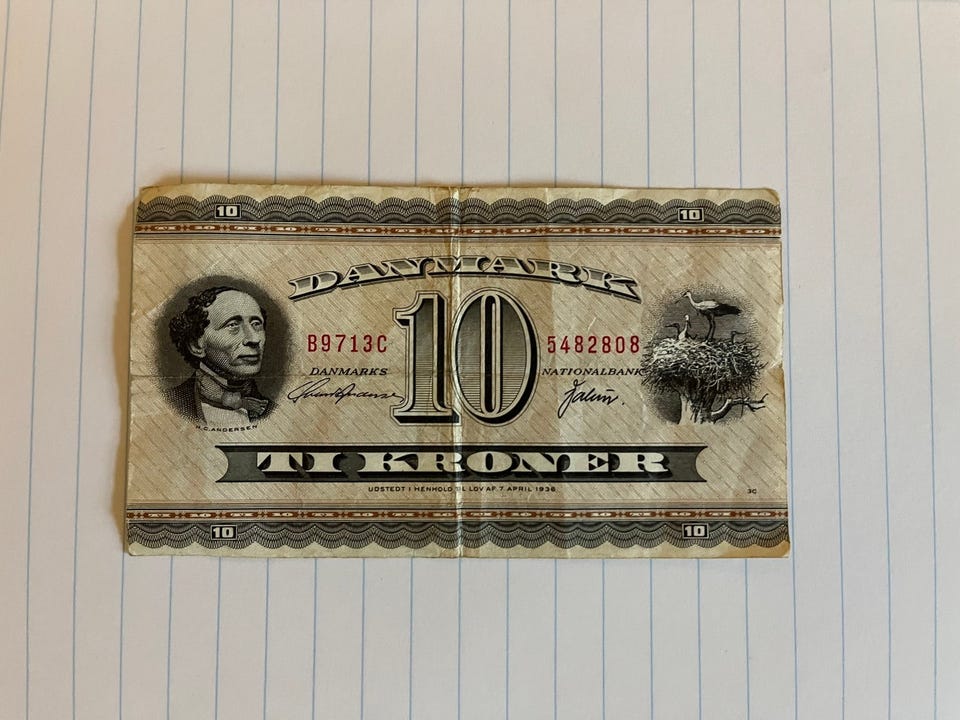 10 10
DANMARK
10
B9713C 5482808
DANMARKS NATIONALBANK
H.C.ANDERSEN
TI KRONER
UDSTEDT I HENHOLD TIL LOV AF 7. APRIL 1936
3C
10 10